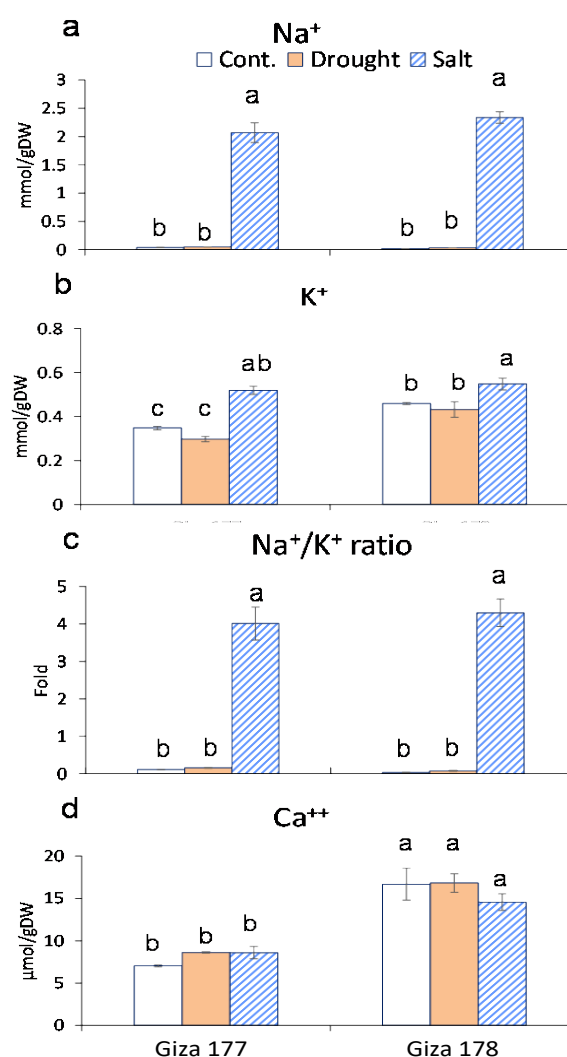 a
Na⁺
Cont. Drought Salt
mmol/gDW
3
2.5
2
1.5
1
0.5
0
b b a
b b a
b
K⁺
mmol/gDW
0.8
0.6
0.4
0.2
0
c c ab
b b a
c
Na⁺/K⁺ ratio
Fold
5
4
3
2
1
0
b b a
b b a
d
Ca⁺⁺
µmol/gDW
20
15
10
5
0
b b b
a a a
Giza 177 Giza 178